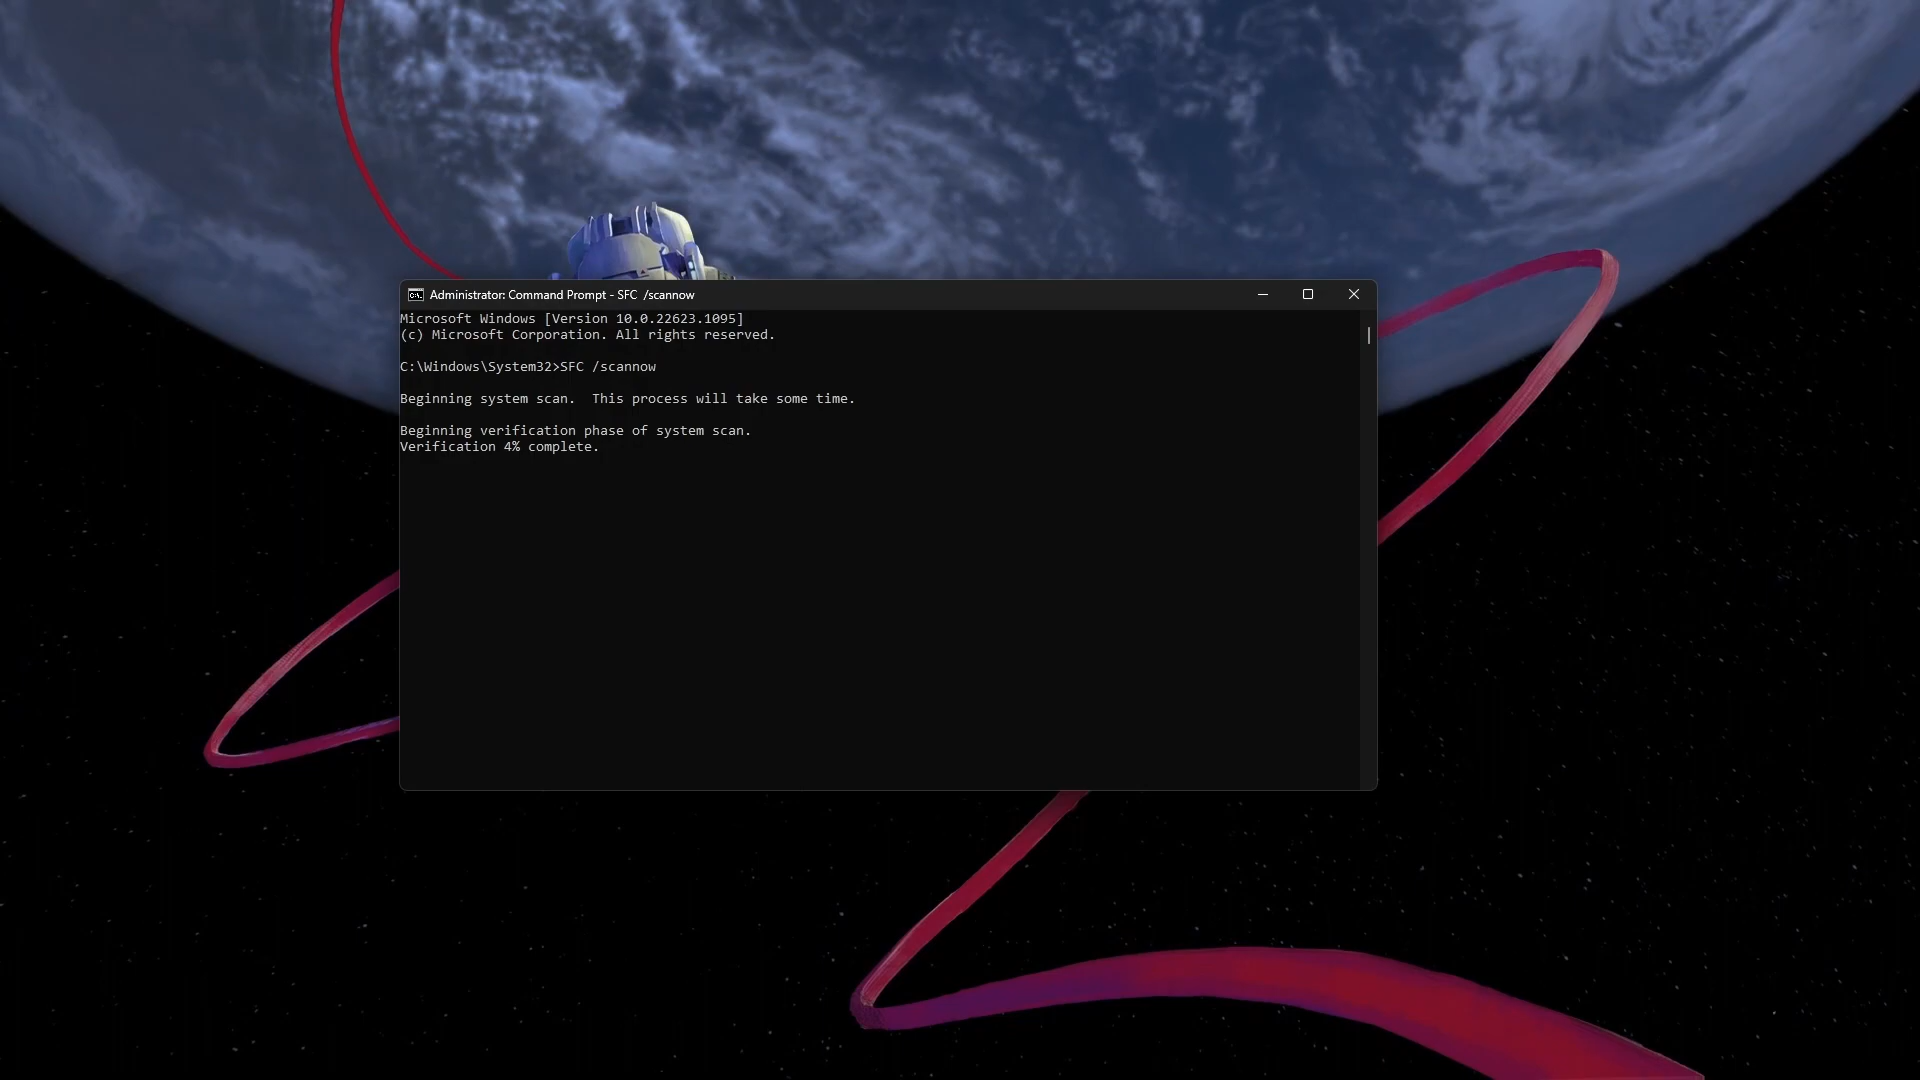 Administrator: Command Prompt - SFC  /scannow
Microsoft Windows [Version 10.0.22623.1095]
(c) Microsoft Corporation. All rights reserved.
C:\Windows\System32>SFC /scannow
Beginning system scan.  This process will take some time.
Beginning verification phase of system scan.
Verification 4% complete.